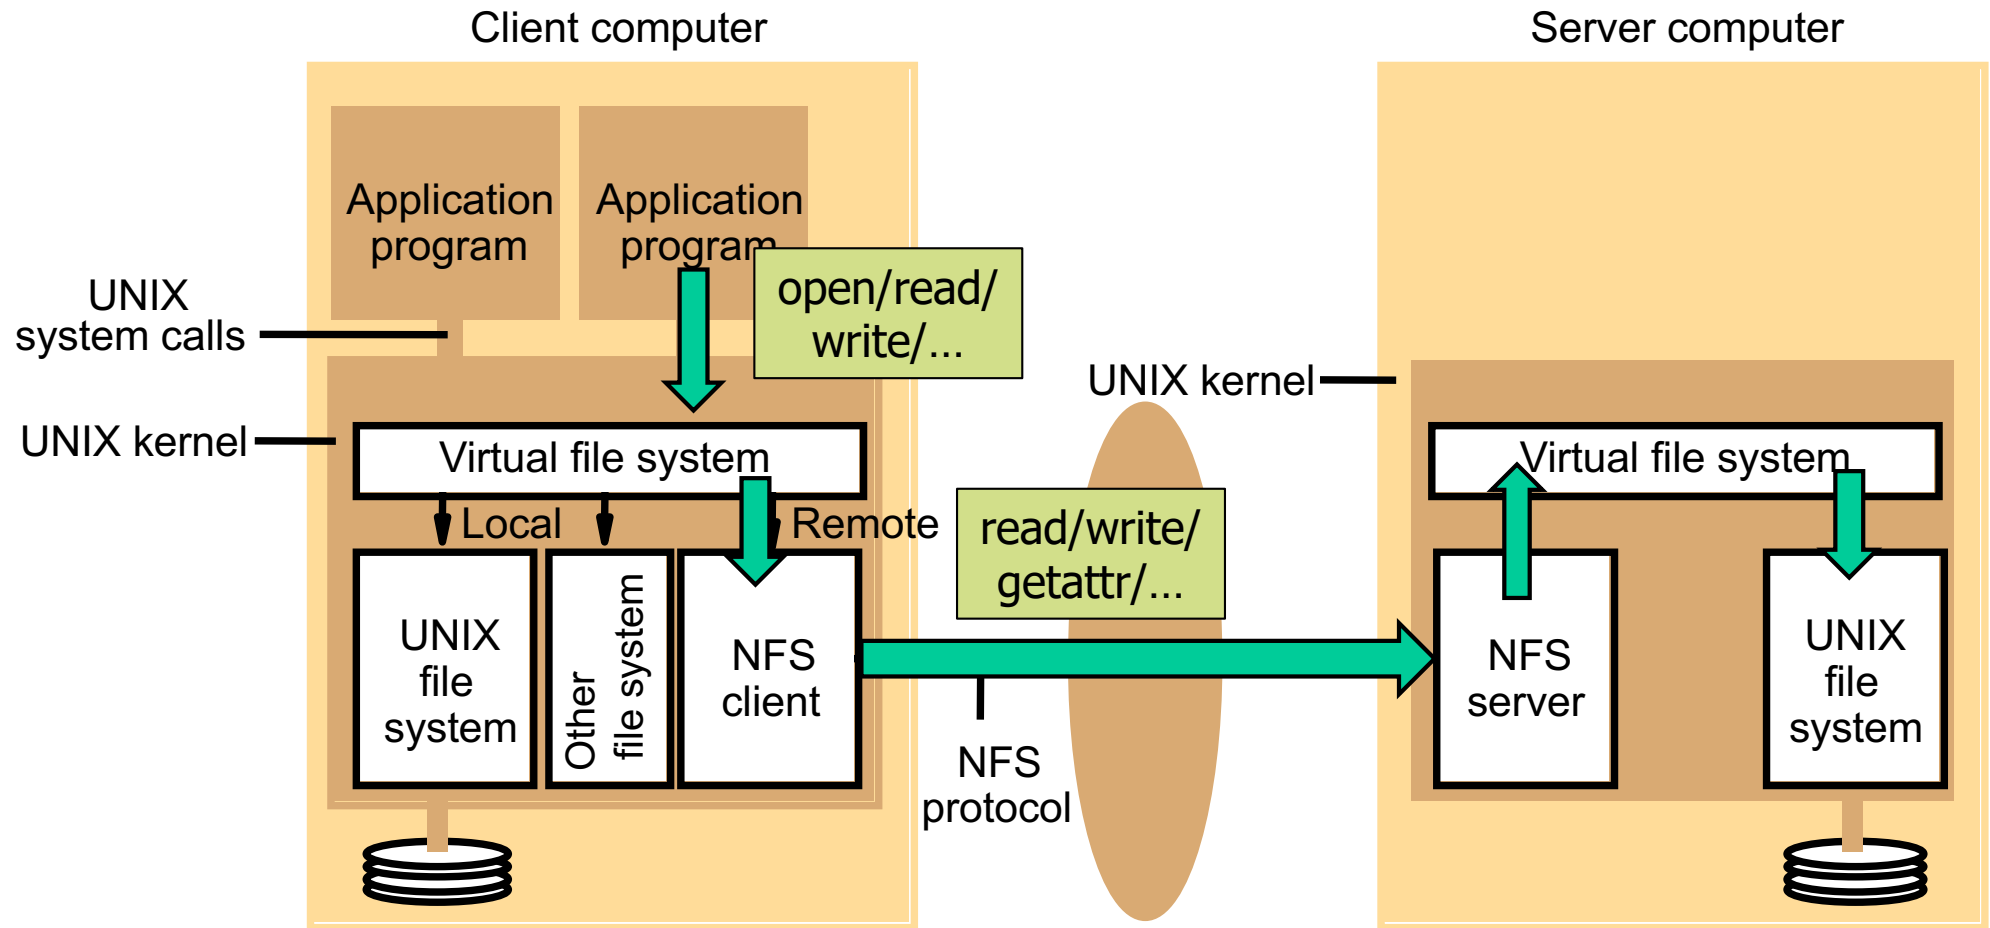 Client computer
Server computer
Application
program
Application
program
open/read/
write/...
UNIX
system calls
UNIX kernel
UNIX kernel
Virtual file system
Virtual file system
Local
Remote
read/write/
getattr/...
UNIX
file
system
Other
file system
NFS
client
NFS
server
UNIX
file
system
NFS
protocol